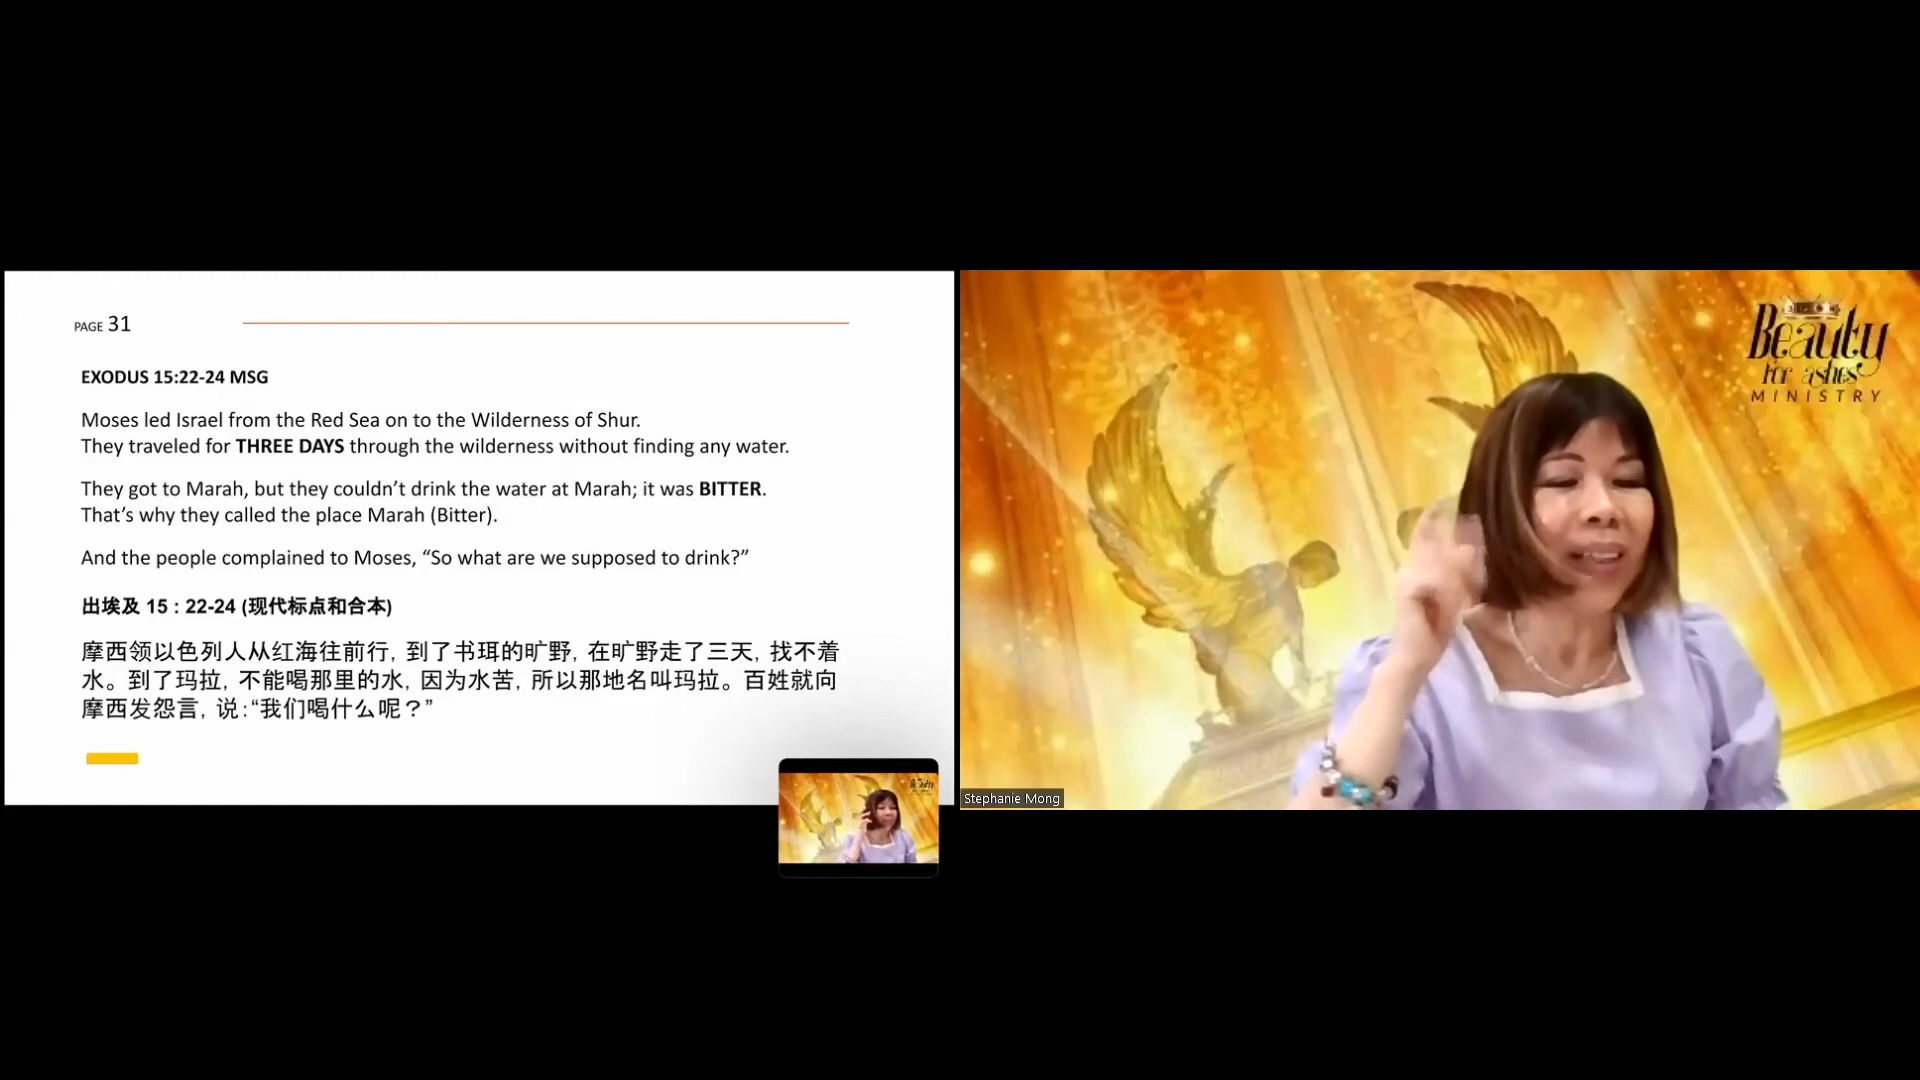 PAGE 31
EXODUS 15:22-24 MSG
Moses led Israel from the Red Sea on to the Wilderness of Shur.
They traveled for THREE DAYS through the wilderness without finding any water.
They got to Marah, but they couldn’t drink the water at Marah; it was BITTER.
That’s why they called the place Marah (Bitter).
And the people complained to Moses, “So what are we supposed to drink?”
出埃及 15 : 22-24 (现代标点和合本)
摩西领以色列人从红海往前行, 到了书珥的旷野, 在旷野走了三天, 找不着
水。到了玛拉, 不能喝那里的水, 因为水苦, 所以那地名叫玛拉。百姓就向
摩西发怨言, 说:“我们喝什么呢？”
Beauty
For ashes
MINISTRY
Stephanie Mong